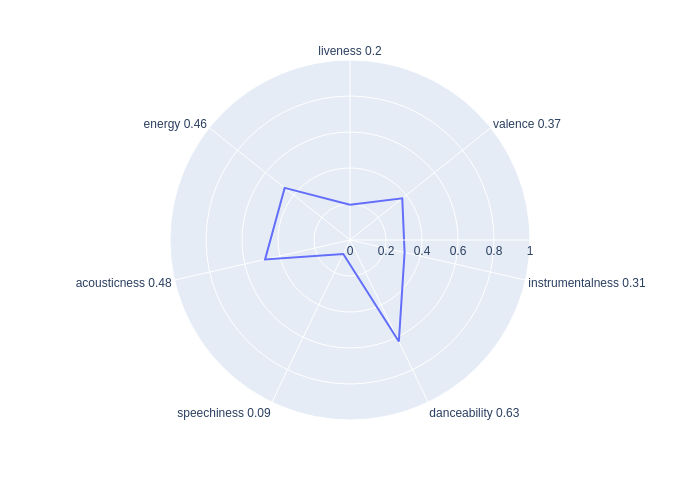 liveness 0.2
energy 0.46
valence 0.37
0 0.2 0.4 0.6 0.8 1
acousticness 0.48
instrumentalness 0.31
speechiness 0.09
danceability 0.63